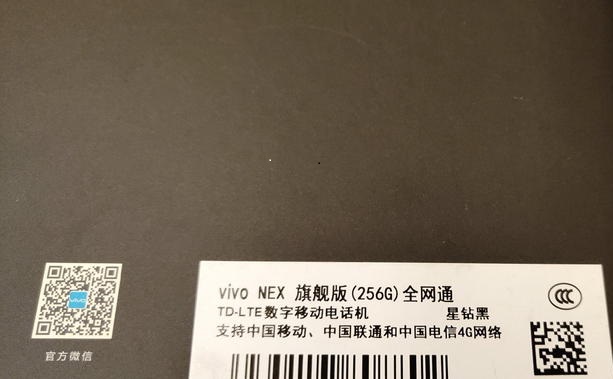 vivo NEX 旗舰版(256G)全网通
TD-LTE数字移动电话机 星钻黑
支持中国移动、中国联通和中国电信4G网络
CCC
vivo
官方微信